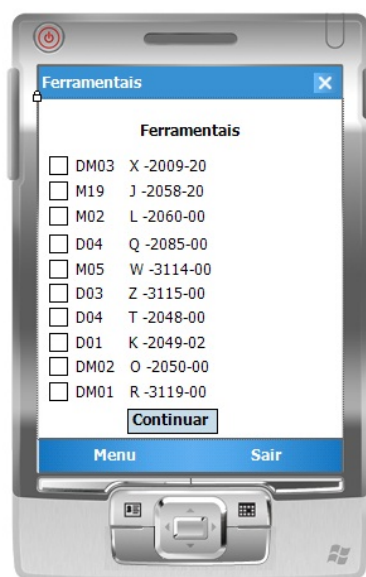 Ferramentais
Ferramentais
DM03 X -2009-20
M19 J -2058-20
M02 L -2060-00
D04 Q -2085-00
M05 W -3114-00
D03 Z -3115-00
D04 T -2048-00
D01 K -2049-02
DM02 O -2050-00
DM01 R -3119-00
Continuar
Menu Sair